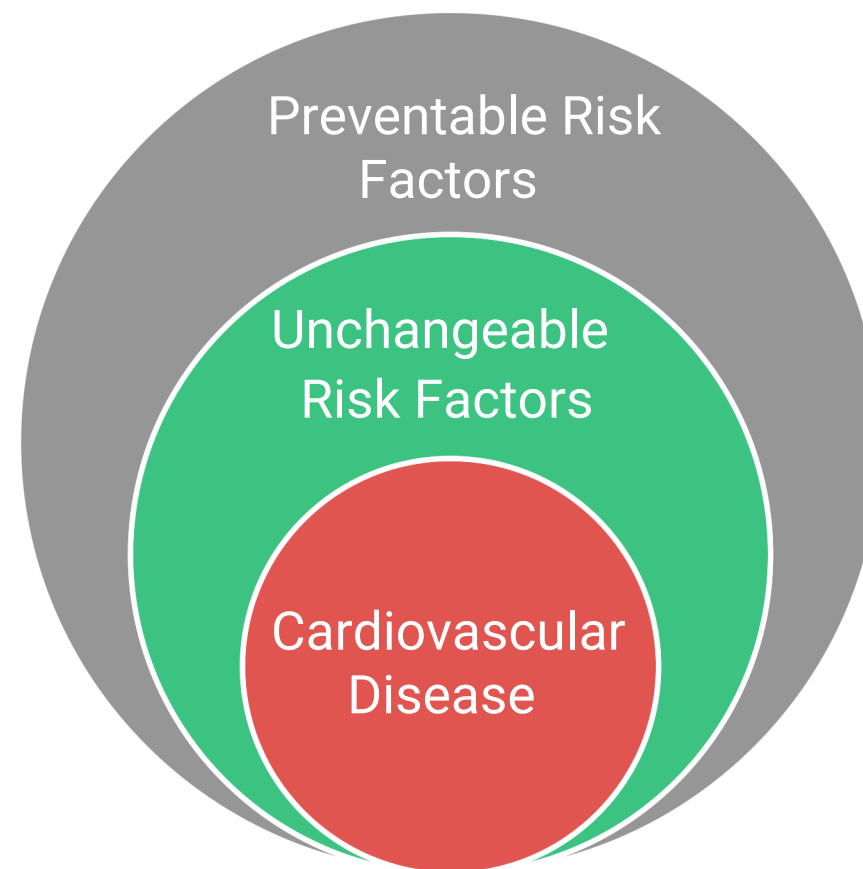 Preventable Risk
Factors
Unchangeable
Risk Factors
Cardiovascular
Disease